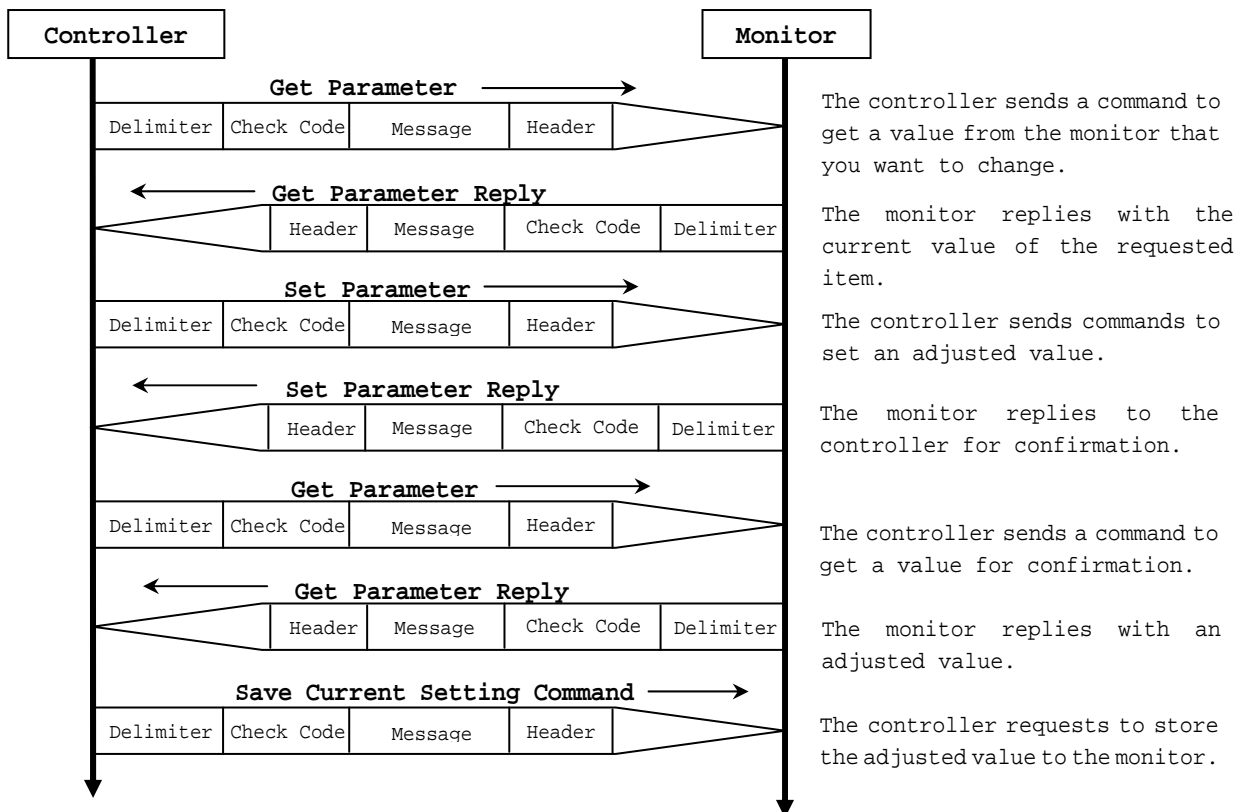 Controller
Monitor
Get Parameter
Delimiter Check Code Message Header
The controller sends a command to
get a value from the monitor that
you want to change.
Get Parameter Reply
Header Message Check Code Delimiter
The monitor replies with the
current value of the requested
item.
Set Parameter
Delimiter Check Code Message Header
The controller sends commands to
set an adjusted value.
Set Parameter Reply
Header Message Check Code Delimiter
The monitor replies to the
controller for confirmation.
Get Parameter
Delimiter Check Code Message Header
The controller sends a command to
get a value for confirmation.
Get Parameter Reply
Header Message Check Code Delimiter
The monitor replies with an
adjusted value.
Save Current Setting Command
Delimiter Check Code Message Header
The controller requests to store
the adjusted value to the monitor.